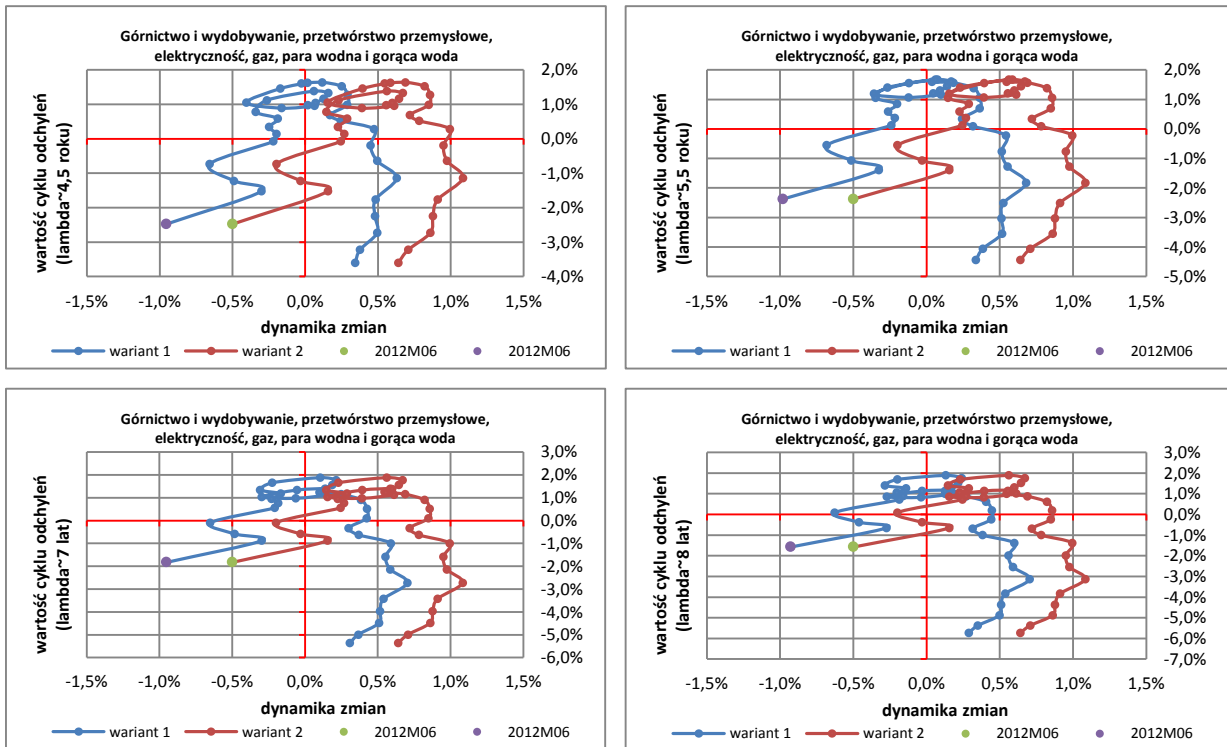 Górnictwo i wydobywanie, przetwórstwo przemysłowe,
elektryczność, gaz, para wodna i gorąca woda
wartość cyklu odchyleń
(lambda~4,5 roku)
2,0%
1,0%
0,0%
-1,0%
-2,0%
-3,0%
-4,0%
-1,5% -1,0% -0,5% 0,0% 0,5% 1,0% 1,5%
dynamika zmian
wariant 1 wariant 2 2012M06 2012M06
Górnictwo i wydobywanie, przetwórstwo przemysłowe,
elektryczność, gaz, para wodna i gorąca woda
wartość cyklu odchyleń
(lambda~5,5 roku)
2,0%
1,0%
0,0%
-1,0%
-2,0%
-3,0%
-4,0%
-5,0%
-1,5% -1,0% -0,5% 0,0% 0,5% 1,0% 1,5%
dynamika zmian
wariant 1 wariant 2 2012M06 2012M06
Górnictwo i wydobywanie, przetwórstwo przemysłowe,
elektryczność, gaz, para wodna i gorąca woda
wartość cyklu odchyleń
(lambda~7 lat)
3,0%
2,0%
1,0%
0,0%
-1,0%
-2,0%
-3,0%
-4,0%
-5,0%
-6,0%
-1,5% -1,0% -0,5% 0,0% 0,5% 1,0% 1,5%
dynamika zmian
wariant 1 wariant 2 2012M06 2012M06
Górnictwo i wydobywanie, przetwórstwo przemysłowe,
elektryczność, gaz, para wodna i gorąca woda
wartość cyklu odchyleń
(lambda~8 lat)
3,0%
2,0%
1,0%
0,0%
-1,0%
-2,0%
-3,0%
-4,0%
-5,0%
-6,0%
-7,0%
-1,5% -1,0% -0,5% 0,0% 0,5% 1,0% 1,5%
dynamika zmian
wariant 1 wariant 2 2012M06 2012M06